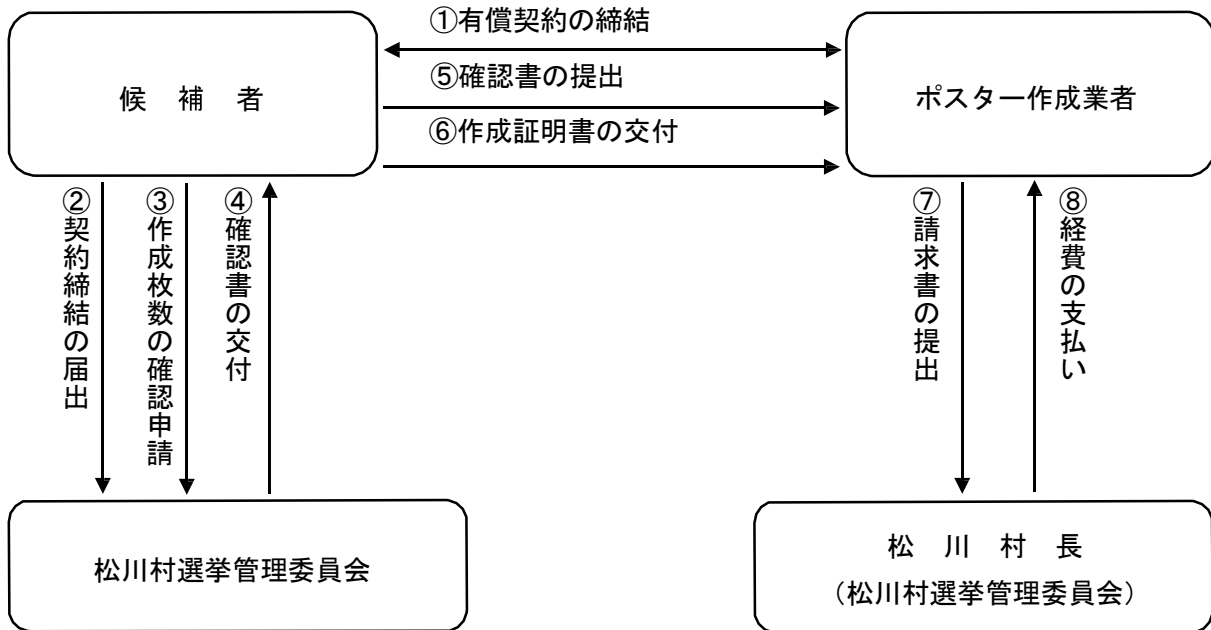 ①有償契約の締結
候　補　者
⑤確認書の提出
ポスター作成業者
⑥作成証明書の交付
②契約締結の届出
③作成枚数の確認申請
④確認書の交付
⑦請求書の提出
⑧経費の支払い
松川村選挙管理委員会
松　川　村　長
（松川村選挙管理委員会）